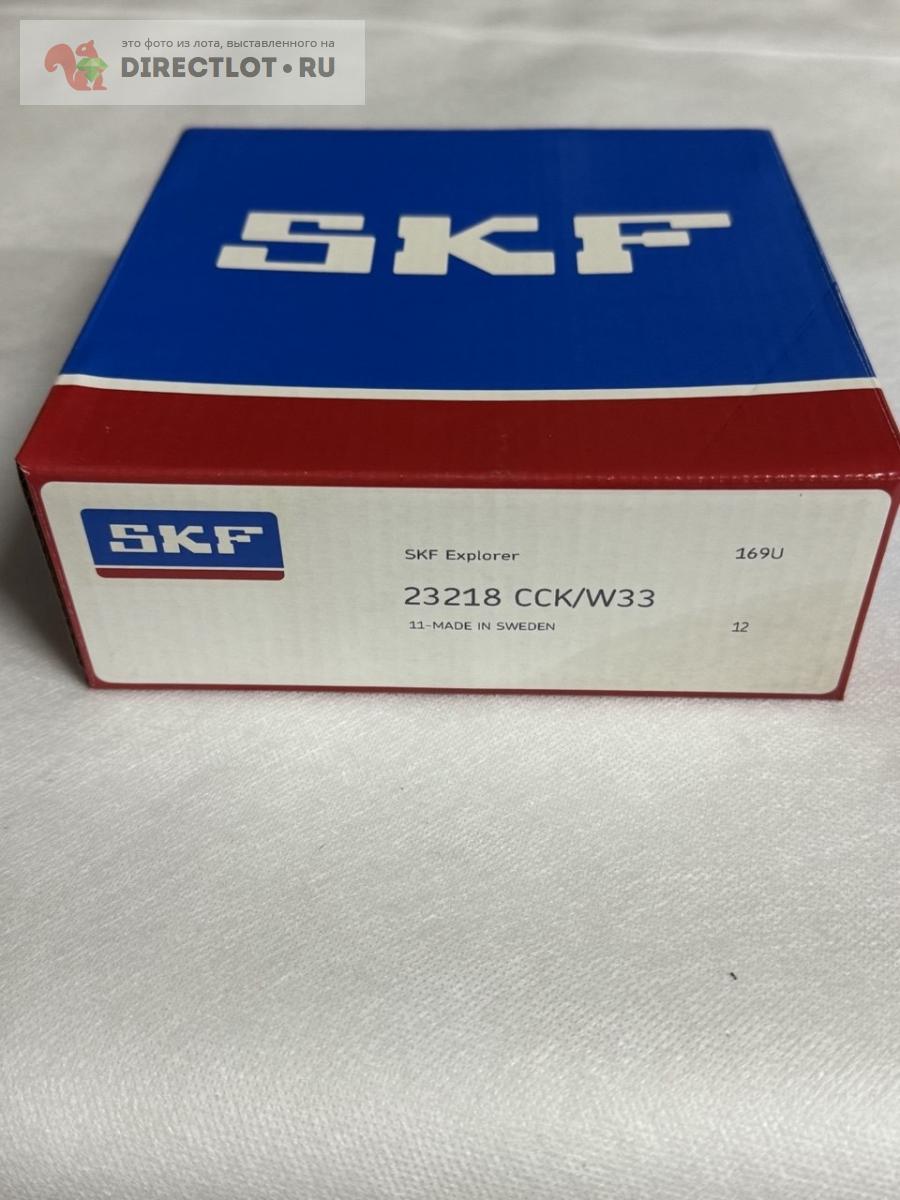 это фото из лота, выставленного на
DIRECTLOT•RU
SKF
SKF
SKF Explorer 169U
23218 CCK/W33
11-MADE IN SWEDEN 12